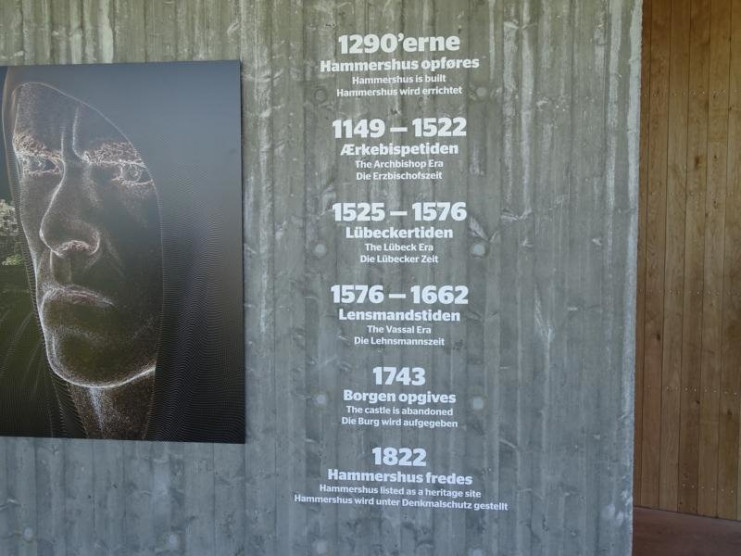 1290’erne
Hammershus opføres
Hammershus is built
Hammershus wird errichtet
1149 – 1522
Ærkebispetiden
The Archbishop Era
Die Erzbischofszeit
1525 – 1576
Lübeckertiden
The Lübeck Era
Die Lübecker Zeit
1576 – 1662
Lensmandstiden
The Vassal Era
Die Lehnsmannszeit
1743
Borgen opgives
The castle is abandoned
Die Burg wird aufgegeben
1822
Hammershus fredes
Hammershus listed as a heritage site
Hammershus wird unter Denkmalschutz gestellt